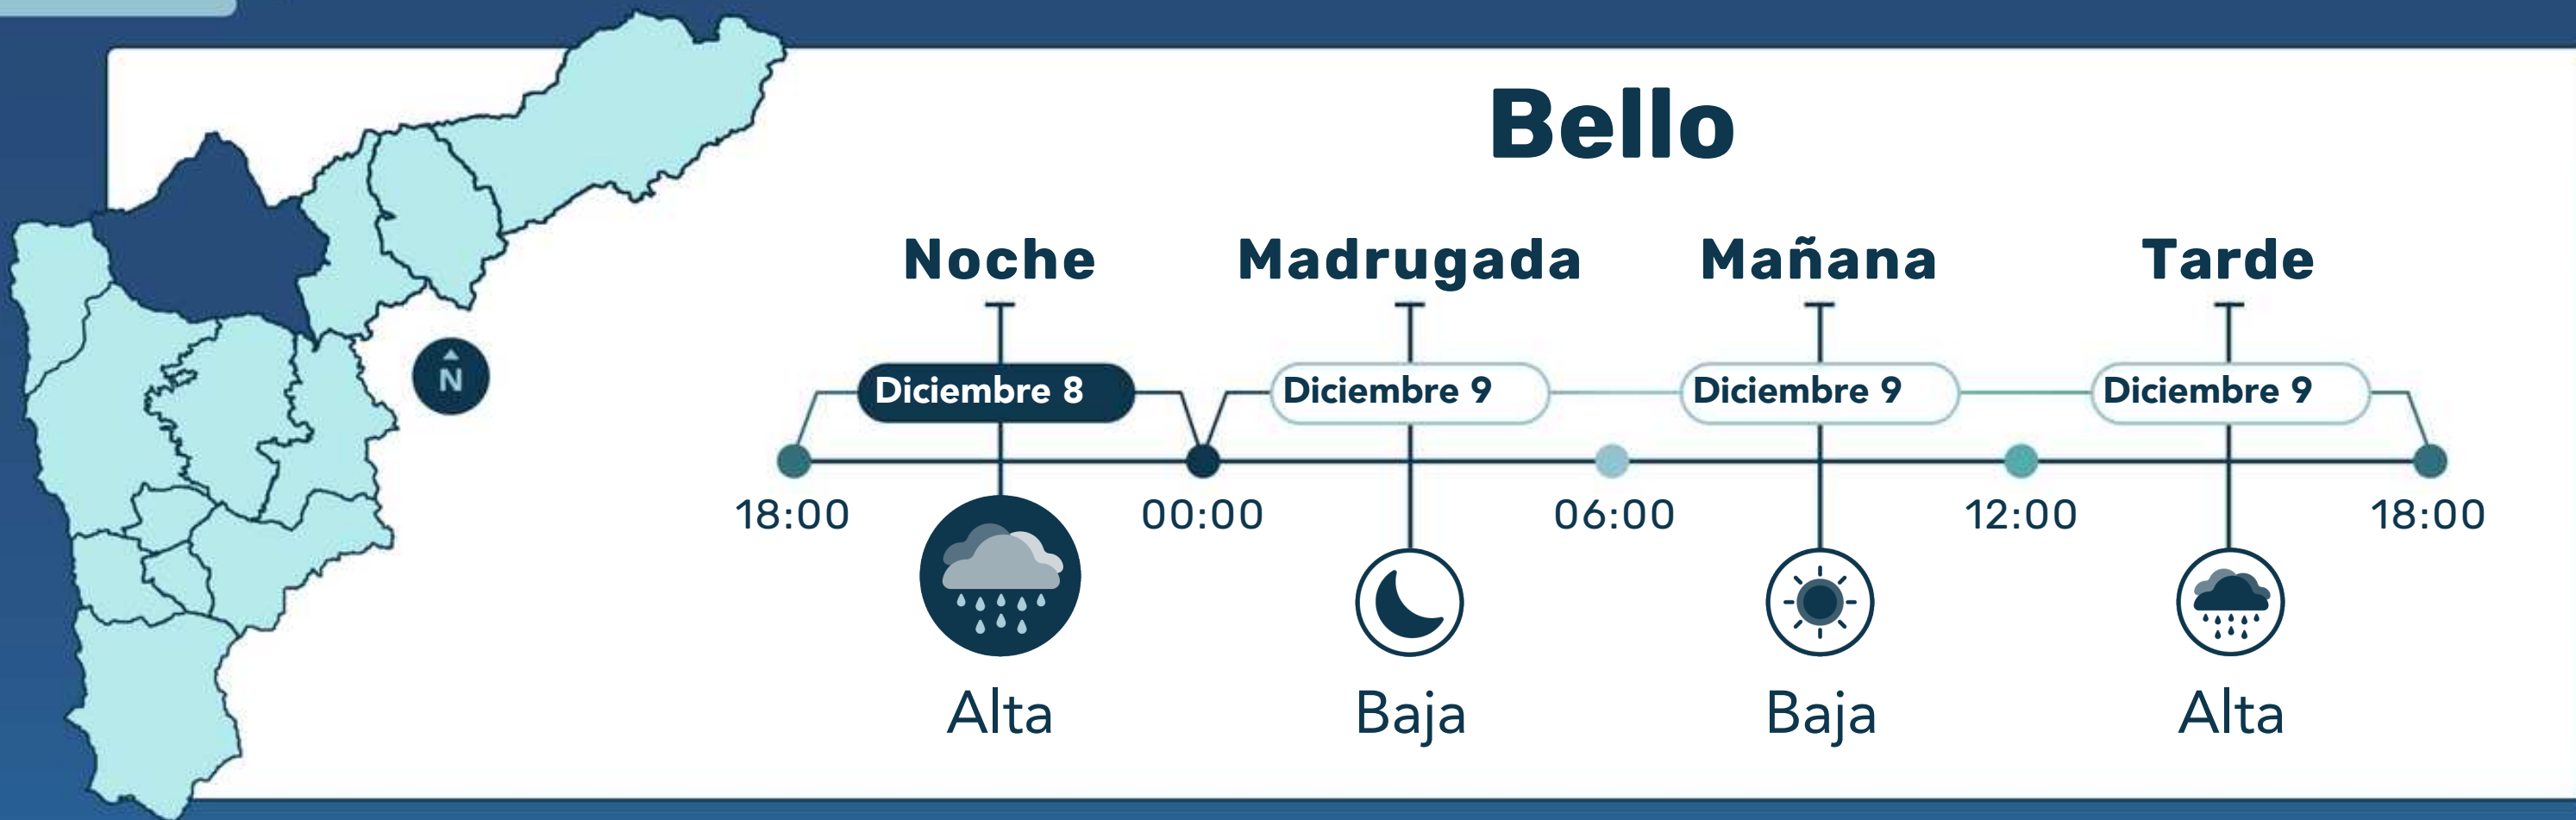 Bello
Noche Madrugada Mañana Tarde
Diciembre 8 Diciembre 9 Diciembre 9 Diciembre 9
N
18:00 00:00 06:00 12:00 18:00
Alta Baja Baja Alta